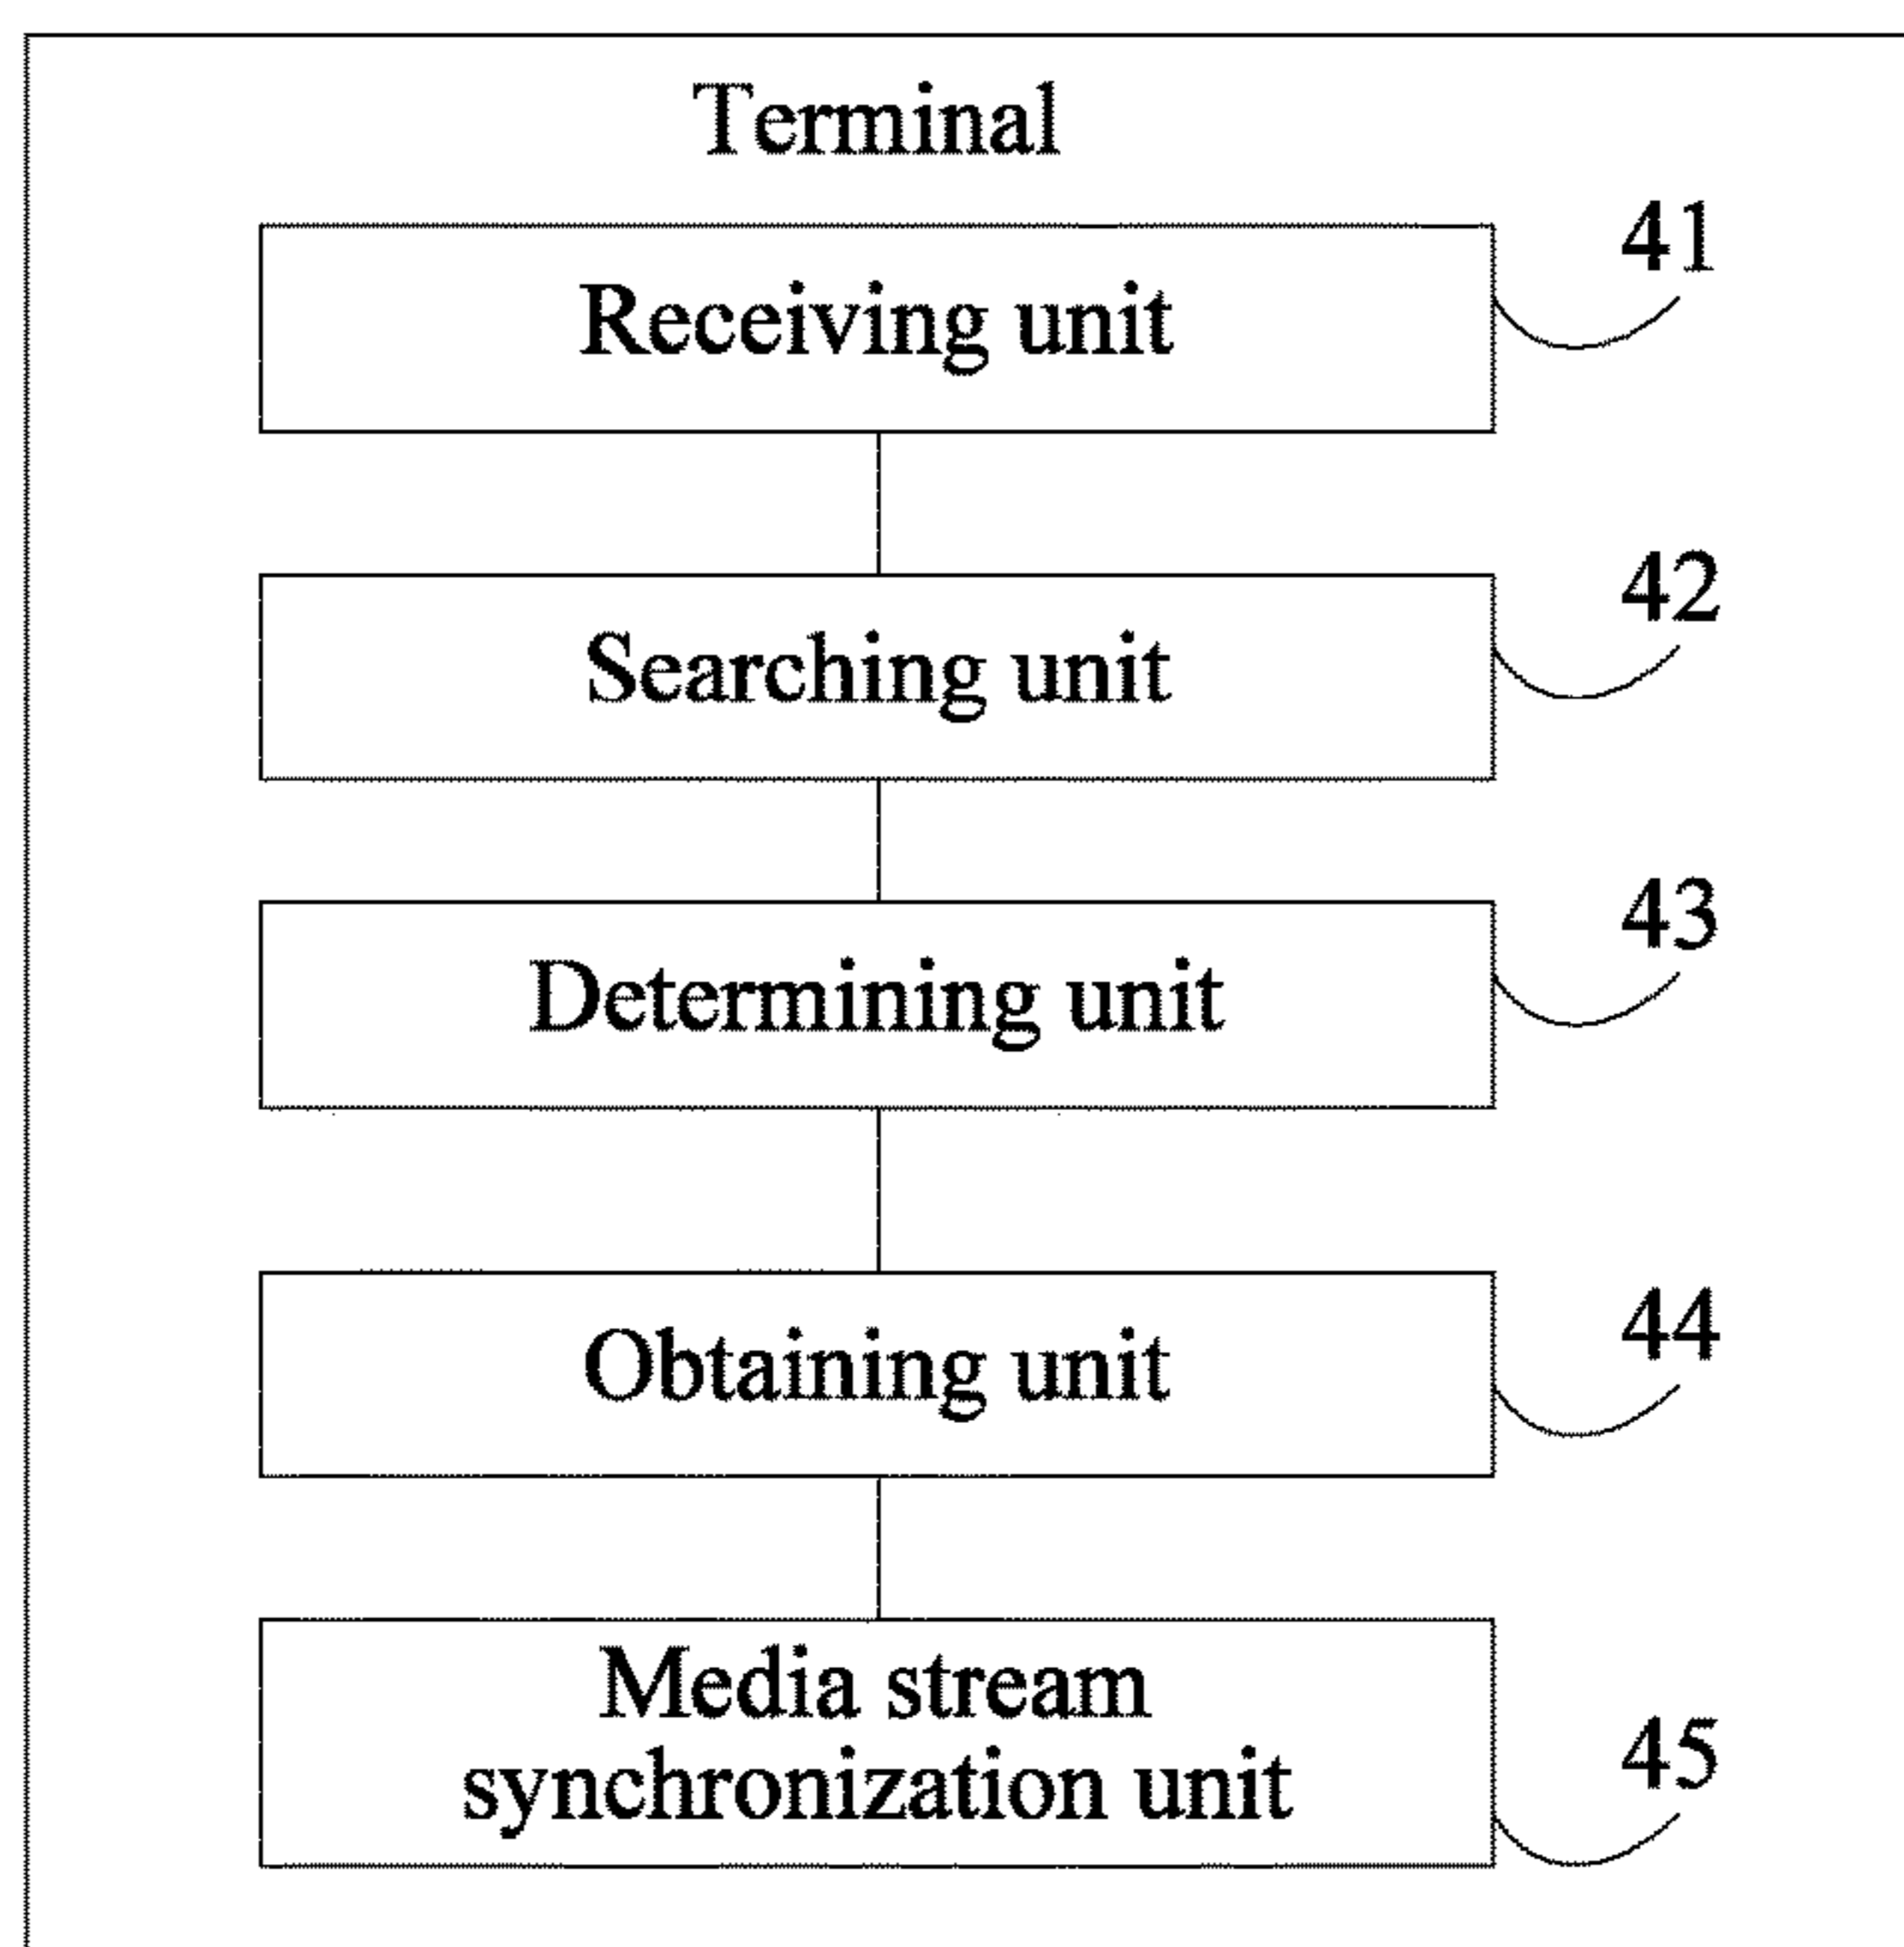 Terminal
Receiving unit
41
Searching unit
42
Determining unit
43
Obtaining unit
44
Media stream
synchronization unit
45